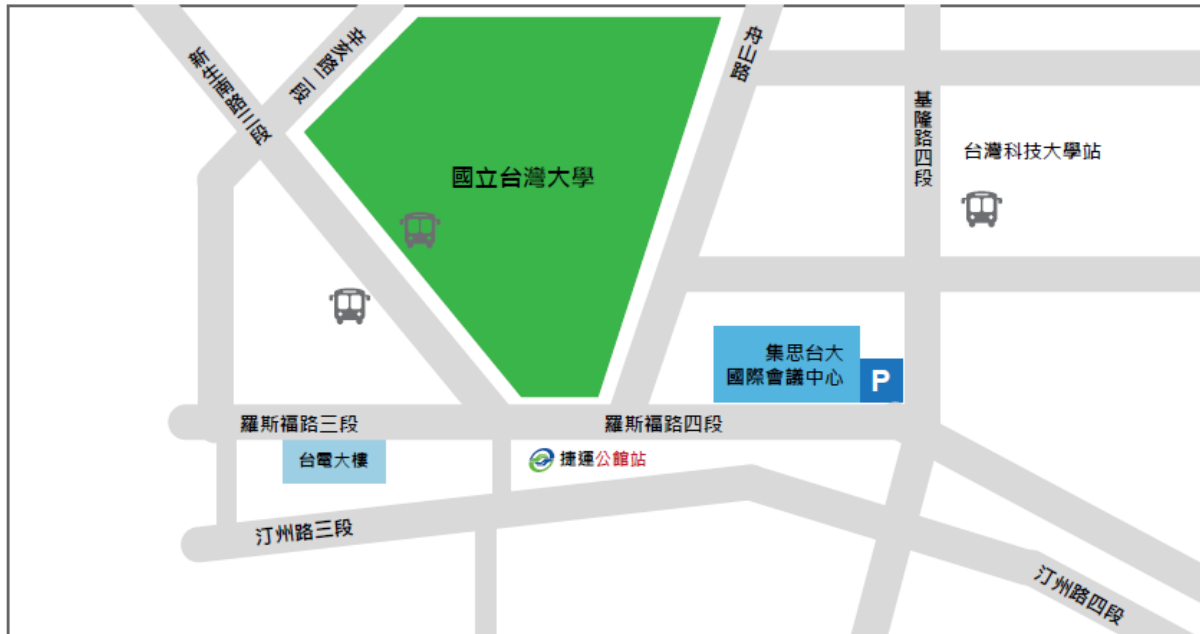 新生南路三段
辛亥路一段
國立台灣大學
舟山路
基隆路四段
台灣科技大學站
集思台大
國際會議中心
P
羅斯福路三段
羅斯福路四段
台電大樓
捷運公館站
汀州路三段
汀州路四段